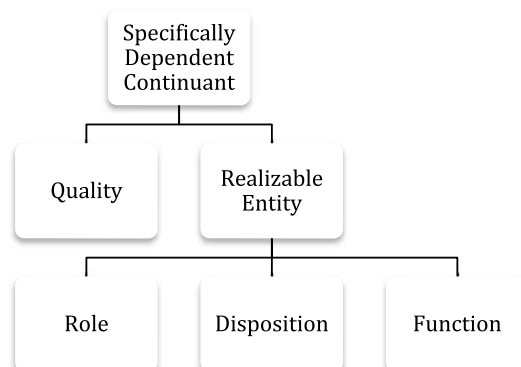 Specifically
Dependent
Continuant
Quality
Realizable
Entity
Role
Disposition
Function